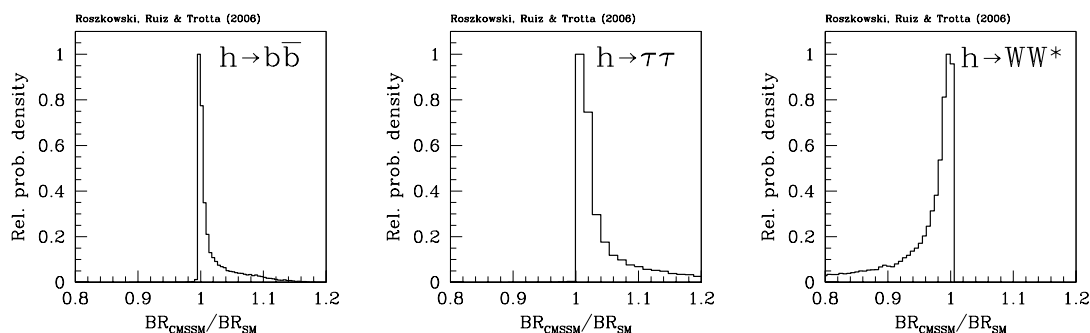 Roszkowski, Ruiz & Trotta (2006)
h→bb̅
Rel. prob. density
1
0.8
0.6
0.4
0.2
0
0.8 0.9 1 1.1 1.2
BR_CMSSM/BR_SM
Roszkowski, Ruiz & Trotta (2006)
h→ττ
Rel. prob. density
1
0.8
0.6
0.4
0.2
0
0.8 0.9 1 1.1 1.2
BR_CMSSM/BR_SM
Roszkowski, Ruiz & Trotta (2006)
h→WW*
Rel. prob. density
1
0.8
0.6
0.4
0.2
0
0.8 0.9 1 1.1 1.2
BR_CMSSM/BR_SM